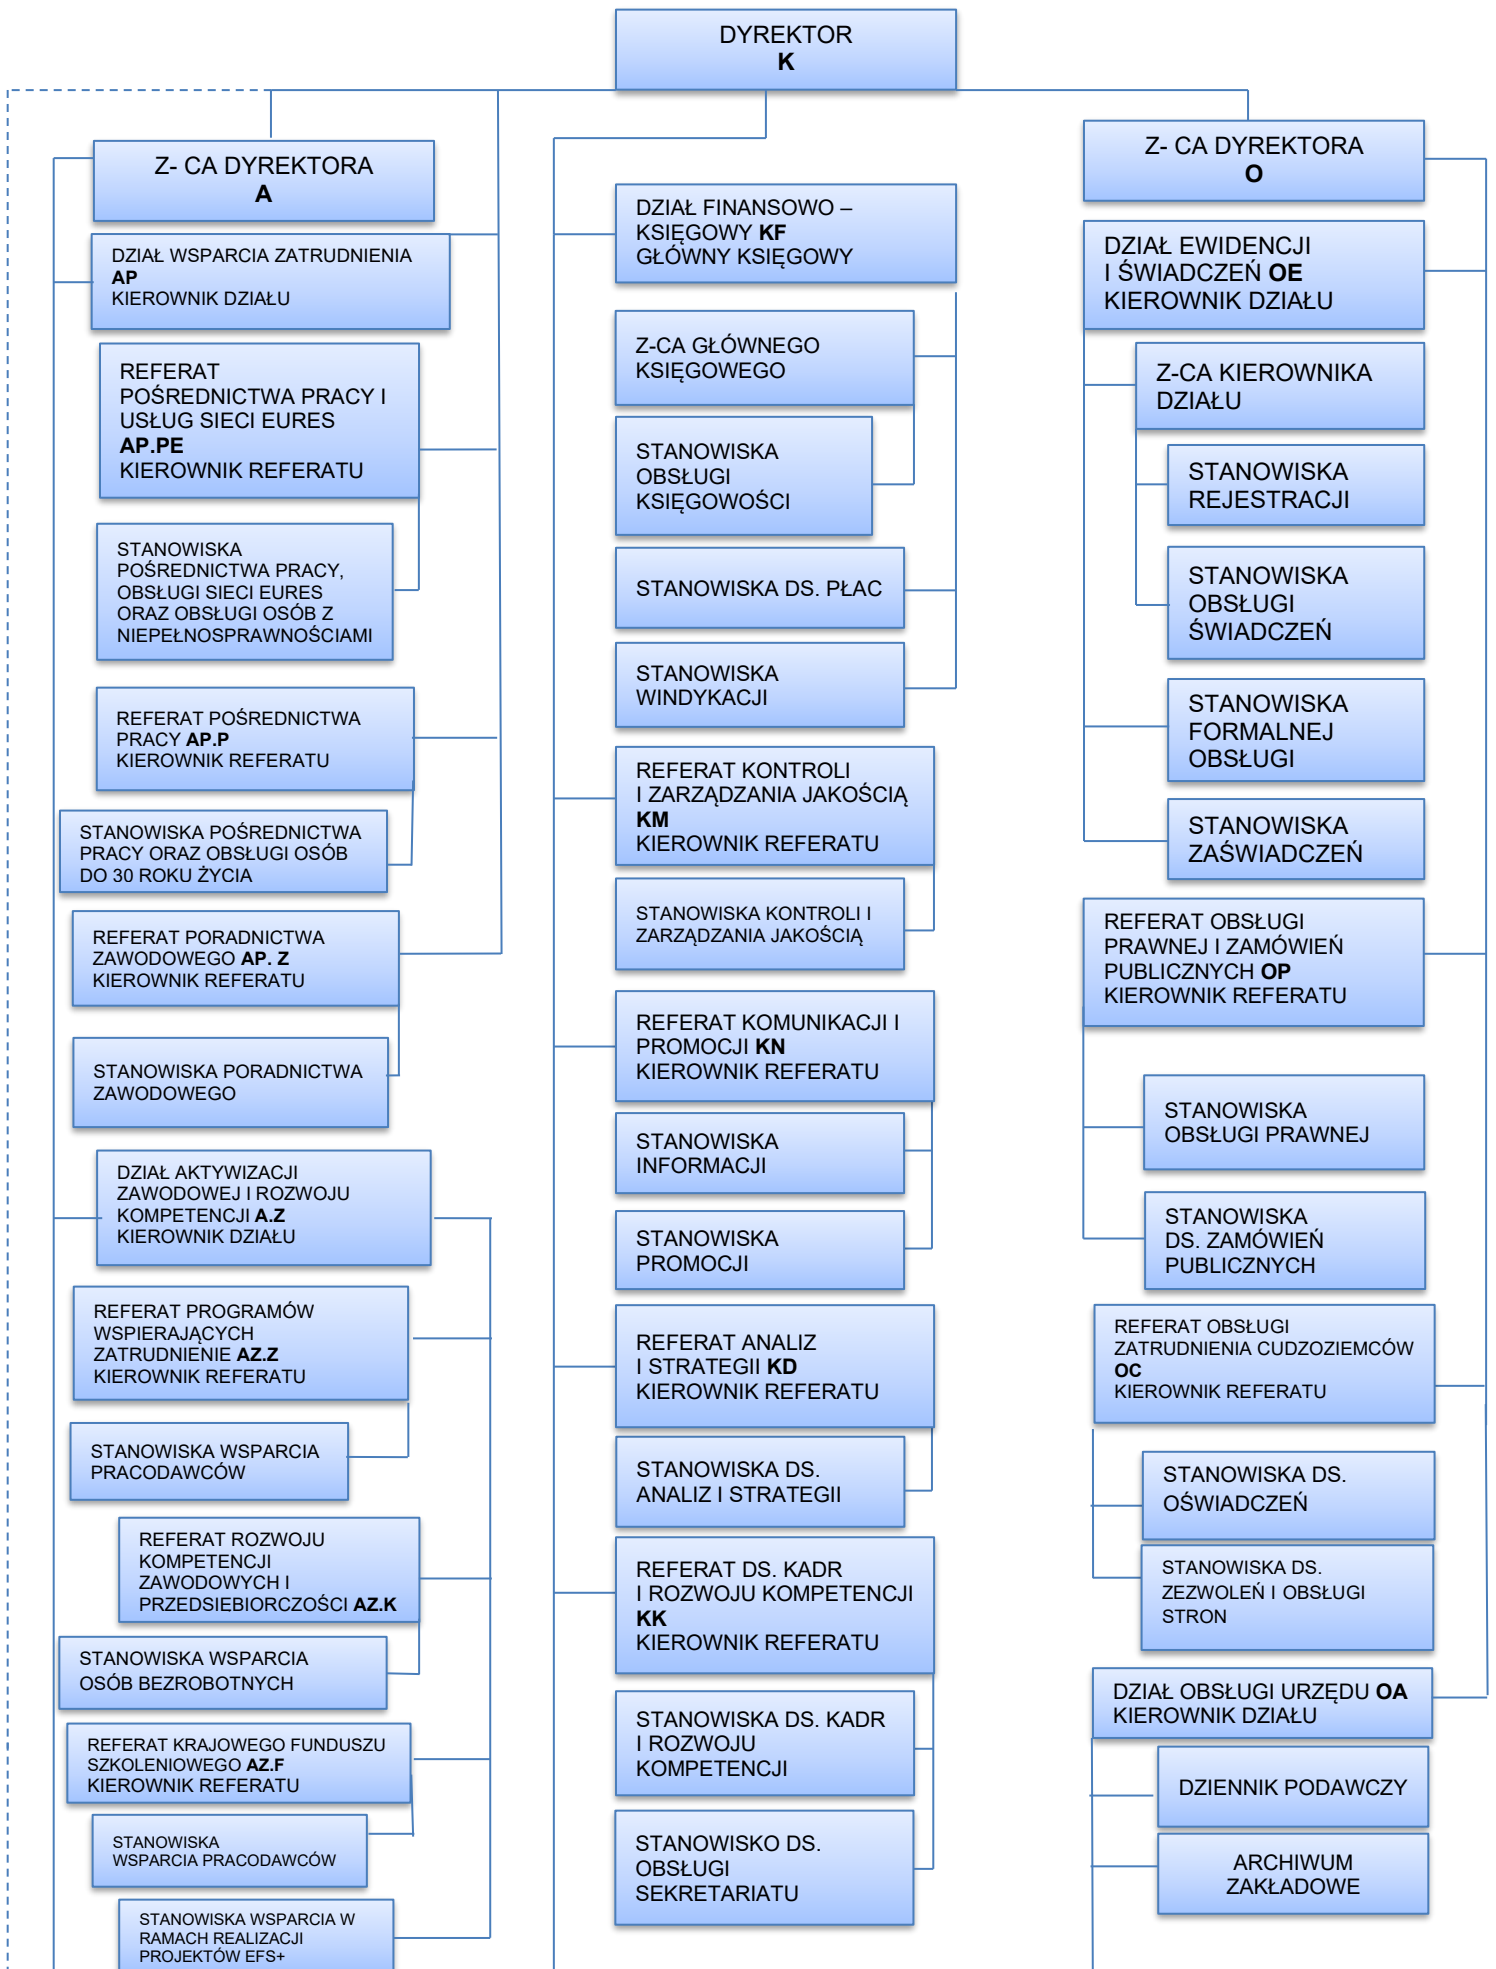 DYREKTOR
K
Z- CA DYREKTORA
A
DZIAŁ WSPARCIA ZATRUDNIENIA
AP
KIEROWNIK DZIAŁU
REFERAT
POŚREDNICTWA PRACY I
USŁUG SIECI EURES
AP.PE
KIEROWNIK REFERATU
STANOWISKA
POŚREDNICTWA PRACY,
OBSŁUGI SIECI EURES
ORAZ OBSŁUGI OSÓB Z
NIEPEŁNOSPRAWNOŚCIAMI
REFERAT POŚREDNICTWA
PRACY AP.P
KIEROWNIK REFERATU
STANOWISKA POŚREDNICTWA
PRACY ORAZ OBSŁUGI OSÓB
DO 30 ROKU ŻYCIA
REFERAT PORADNICTWA
ZAWODOWEGO AP. Z
KIEROWNIK REFERATU
STANOWISKA PORADNICTWA
ZAWODOWEGO
DZIAŁ AKTYWIZACJI
ZAWODOWEJ I ROZWOJU
KOMPETENCJI A.Z
KIEROWNIK DZIAŁU
REFERAT PROGRAMÓW
WSPIERAJĄCYCH
ZATRUDNIENIE AZ.Z
KIEROWNIK REFERATU
STANOWISKA WSPARCIA
PRACODAWCÓW
REFERAT ROZWOJU
KOMPETENCJI
ZAWODOWYCH I
PRZEDSIEBIORCZOŚCI AZ.K
STANOWISKA WSPARCIA
OSÓB BEZROBOTNYCH
REFERAT KRAJOWEGO FUNDUSZU
SZKOLENIOWEGO AZ.F
KIEROWNIK REFERATU
STANOWISKA
WSPARCIA PRACODAWCÓW
STANOWISKA WSPARCIA W
RAMACH REALIZACJI
PROJEKTÓW EFS+
DZIAŁ FINANSOWO –
KSIĘGOWY KF
GŁÓWNY KSIĘGOWY
Z-CA GŁÓWNEGO
KSIĘGOWEGO
STANOWISKA
OBSŁUGI
KSIĘGOWOŚCI
STANOWISKA DS. PŁAC
STANOWISKA
WINDYKACJI
REFERAT KONTROLI
I ZARZĄDZANIA JAKOŚCIĄ
KM
KIEROWNIK REFERATU
STANOWISKA KONTROLI I
ZARZĄDZANIA JAKOŚCIĄ
REFERAT KOMUNIKACJI I
PROMOCJI KN
KIEROWNIK REFERATU
STANOWISKA
INFORMACJI
STANOWISKA
PROMOCJI
REFERAT ANALIZ
I STRATEGII KD
KIEROWNIK REFERATU
STANOWISKA DS.
ANALIZ I STRATEGII
REFERAT DS. KADR
I ROZWOJU KOMPETENCJI
KK
KIEROWNIK REFERATU
STANOWISKA DS. KADR
I ROZWOJU
KOMPETENCJI
STANOWISKO DS.
OBSŁUGI
SEKRETARIATU
Z- CA DYREKTORA
O
DZIAŁ EWIDENCJI
I ŚWIADCZEŃ OE
KIEROWNIK DZIAŁU
Z-CA KIEROWNIKA
DZIAŁU
STANOWISKA
REJESTRACJI
STANOWISKA
OBSŁUGI
ŚWIADCZEŃ
STANOWISKA
FORMALNEJ
OBSŁUGI
STANOWISKA
ZAŚWIADCZEŃ
REFERAT OBSŁUGI
PRAWNEJ I ZAMÓWIEŃ
PUBLICZNYCH OP
KIEROWNIK REFERATU
STANOWISKA
OBSŁUGI PRAWNEJ
STANOWISKA
DS. ZAMÓWIEŃ
PUBLICZNYCH
REFERAT OBSŁUGI
ZATRUDNIENIA CUDZOZIEMCÓW
OC
KIEROWNIK REFERATU
STANOWISKA DS.
OŚWIADCZEŃ
STANOWISKA DS.
ZEZWOLEŃ I OBSŁUGI
STRON
DZIAŁ OBSŁUGI URZĘDU OA
KIEROWNIK DZIAŁU
DZIENNIK PODAWCZY
ARCHIWUM
ZAKŁADOWE